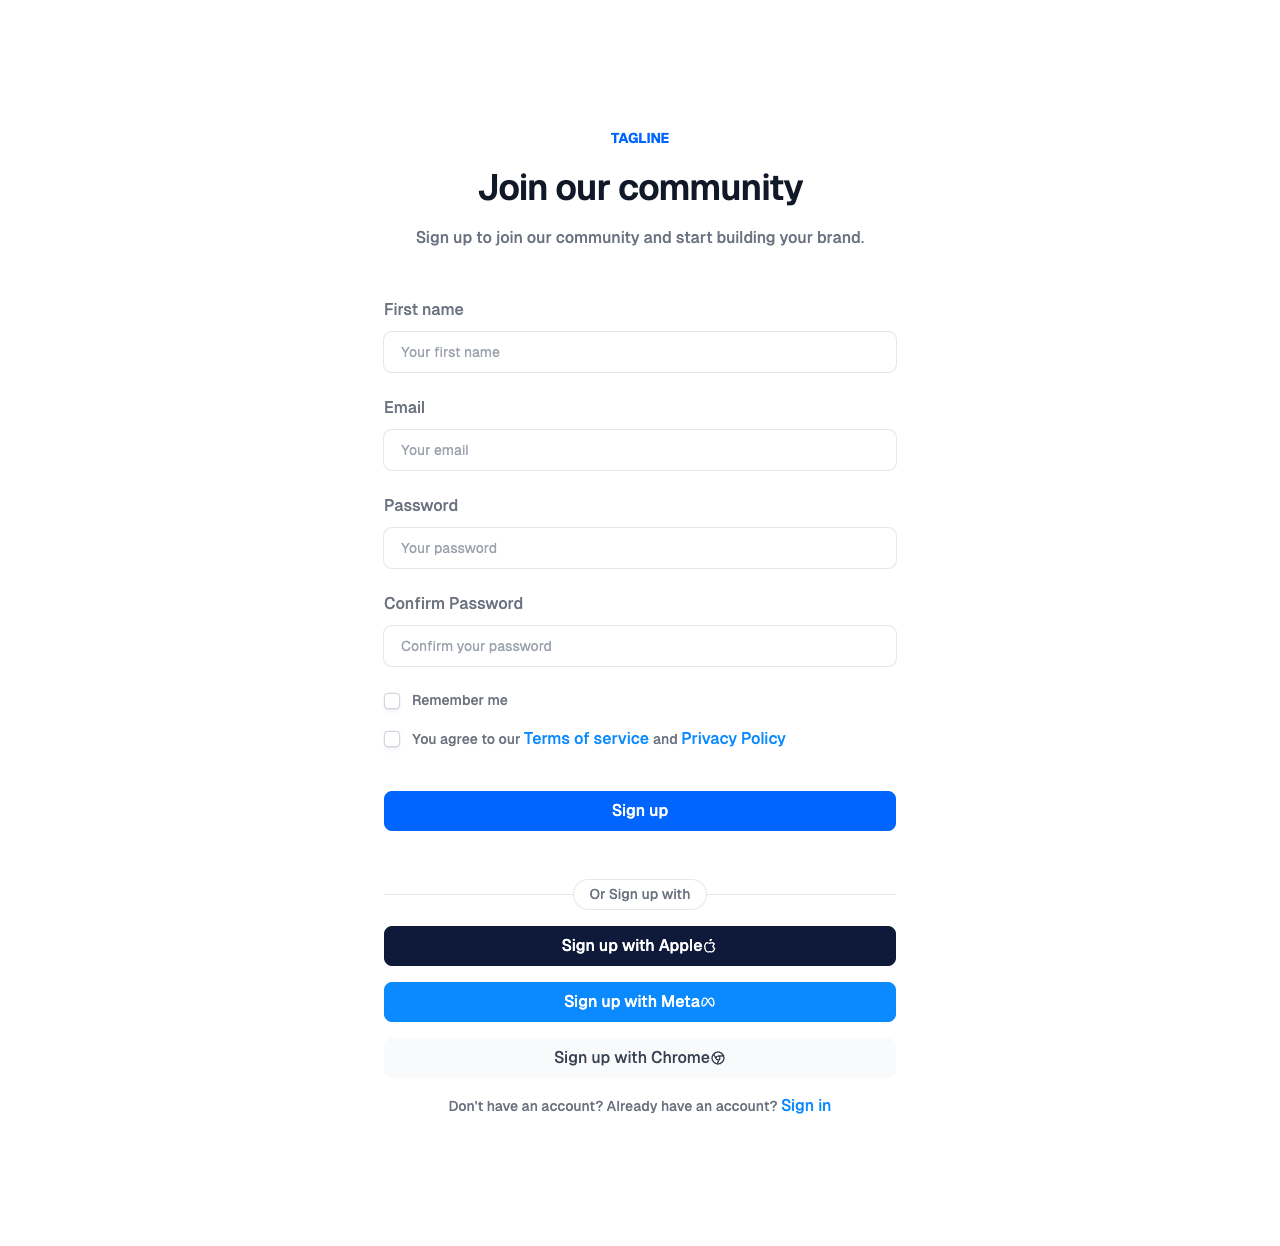 TAGLINE
Join our community
Sign up to join our community and start building your brand.
First name
Your first name
Email
Your email
Password
Your password
Confirm Password
Confirm your password
Remember me
You agree to our Terms of service and Privacy Policy
Sign up
Or Sign up with
Sign up with Apple
Sign up with Meta
Sign up with Chrome
Don't have an account? Already have an account? Sign in